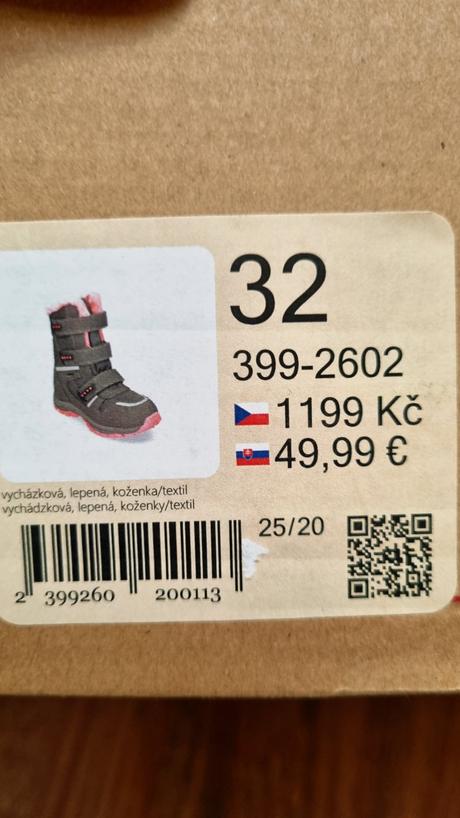 32
399-2602
1199 Kč
49,99 €
vycházková, lepená, koženka/textil
vychádzková, lepená, koženky/textil
25/20
2 399260 200113